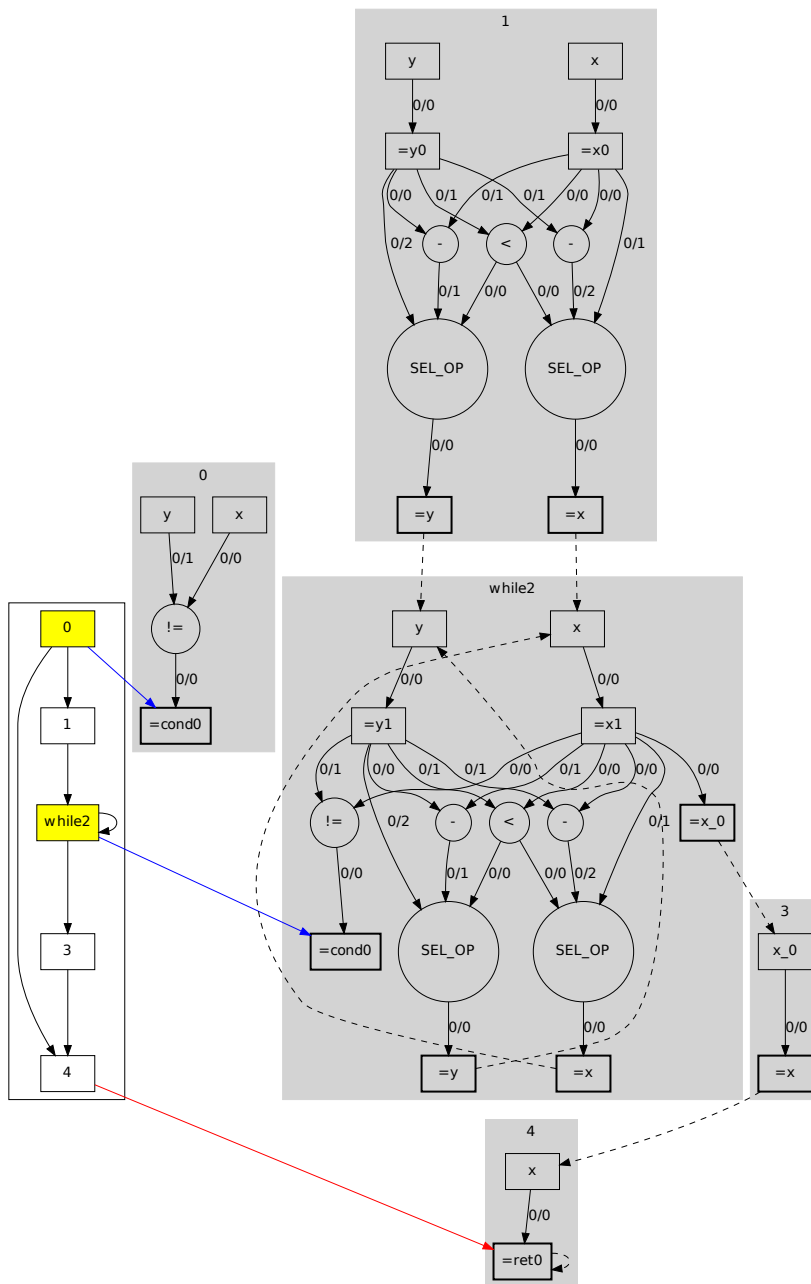 1
y x
0/0 0/0
=y0 =x0
0/0 0/1 0/1 0/1 0/0 0/0
- < -
0/2 0/1
0/1 0/0 0/0 0/2
SEL_OP SEL_OP
0/0 0/0
0
y x
=y =x
0/1 0/0
while2
0 != y x
0/0 0/0 0/0
1 =cond0 =y1 =x1
0/1 0/0 0/1 0/1 0/0 0/1 0/0 0/0 0/0
while2 != - < - =x_0
0/2 0/1
0/0 0/1 0/0 0/0 0/2
3
3 =cond0 SEL_OP SEL_OP x_0
0/0 0/0 0/0
4 =y =x =x
4
x
0/0
=ret0